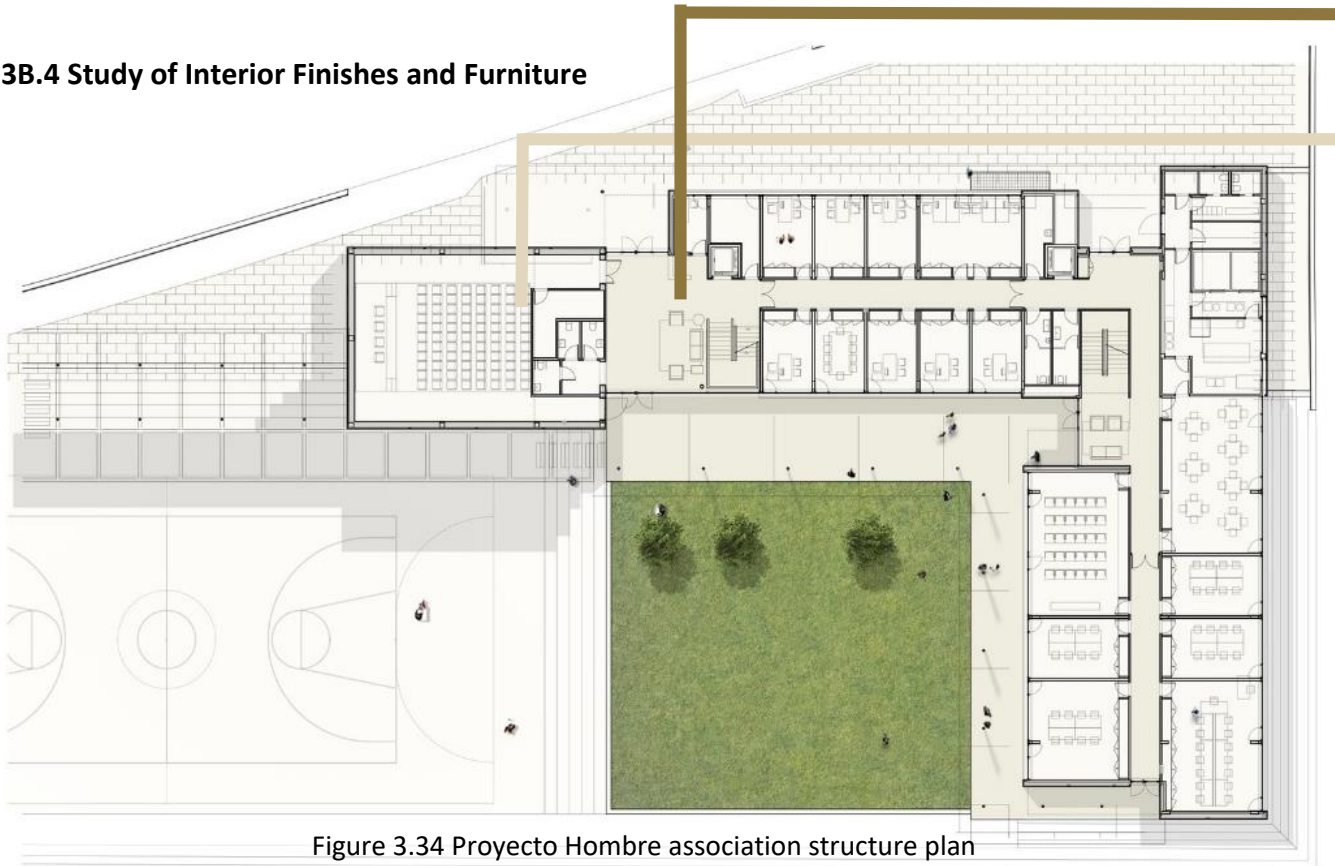 3B.4 Study of Interior Finishes and Furniture
Figure 3.34 Proyecto Hombre association structure plan